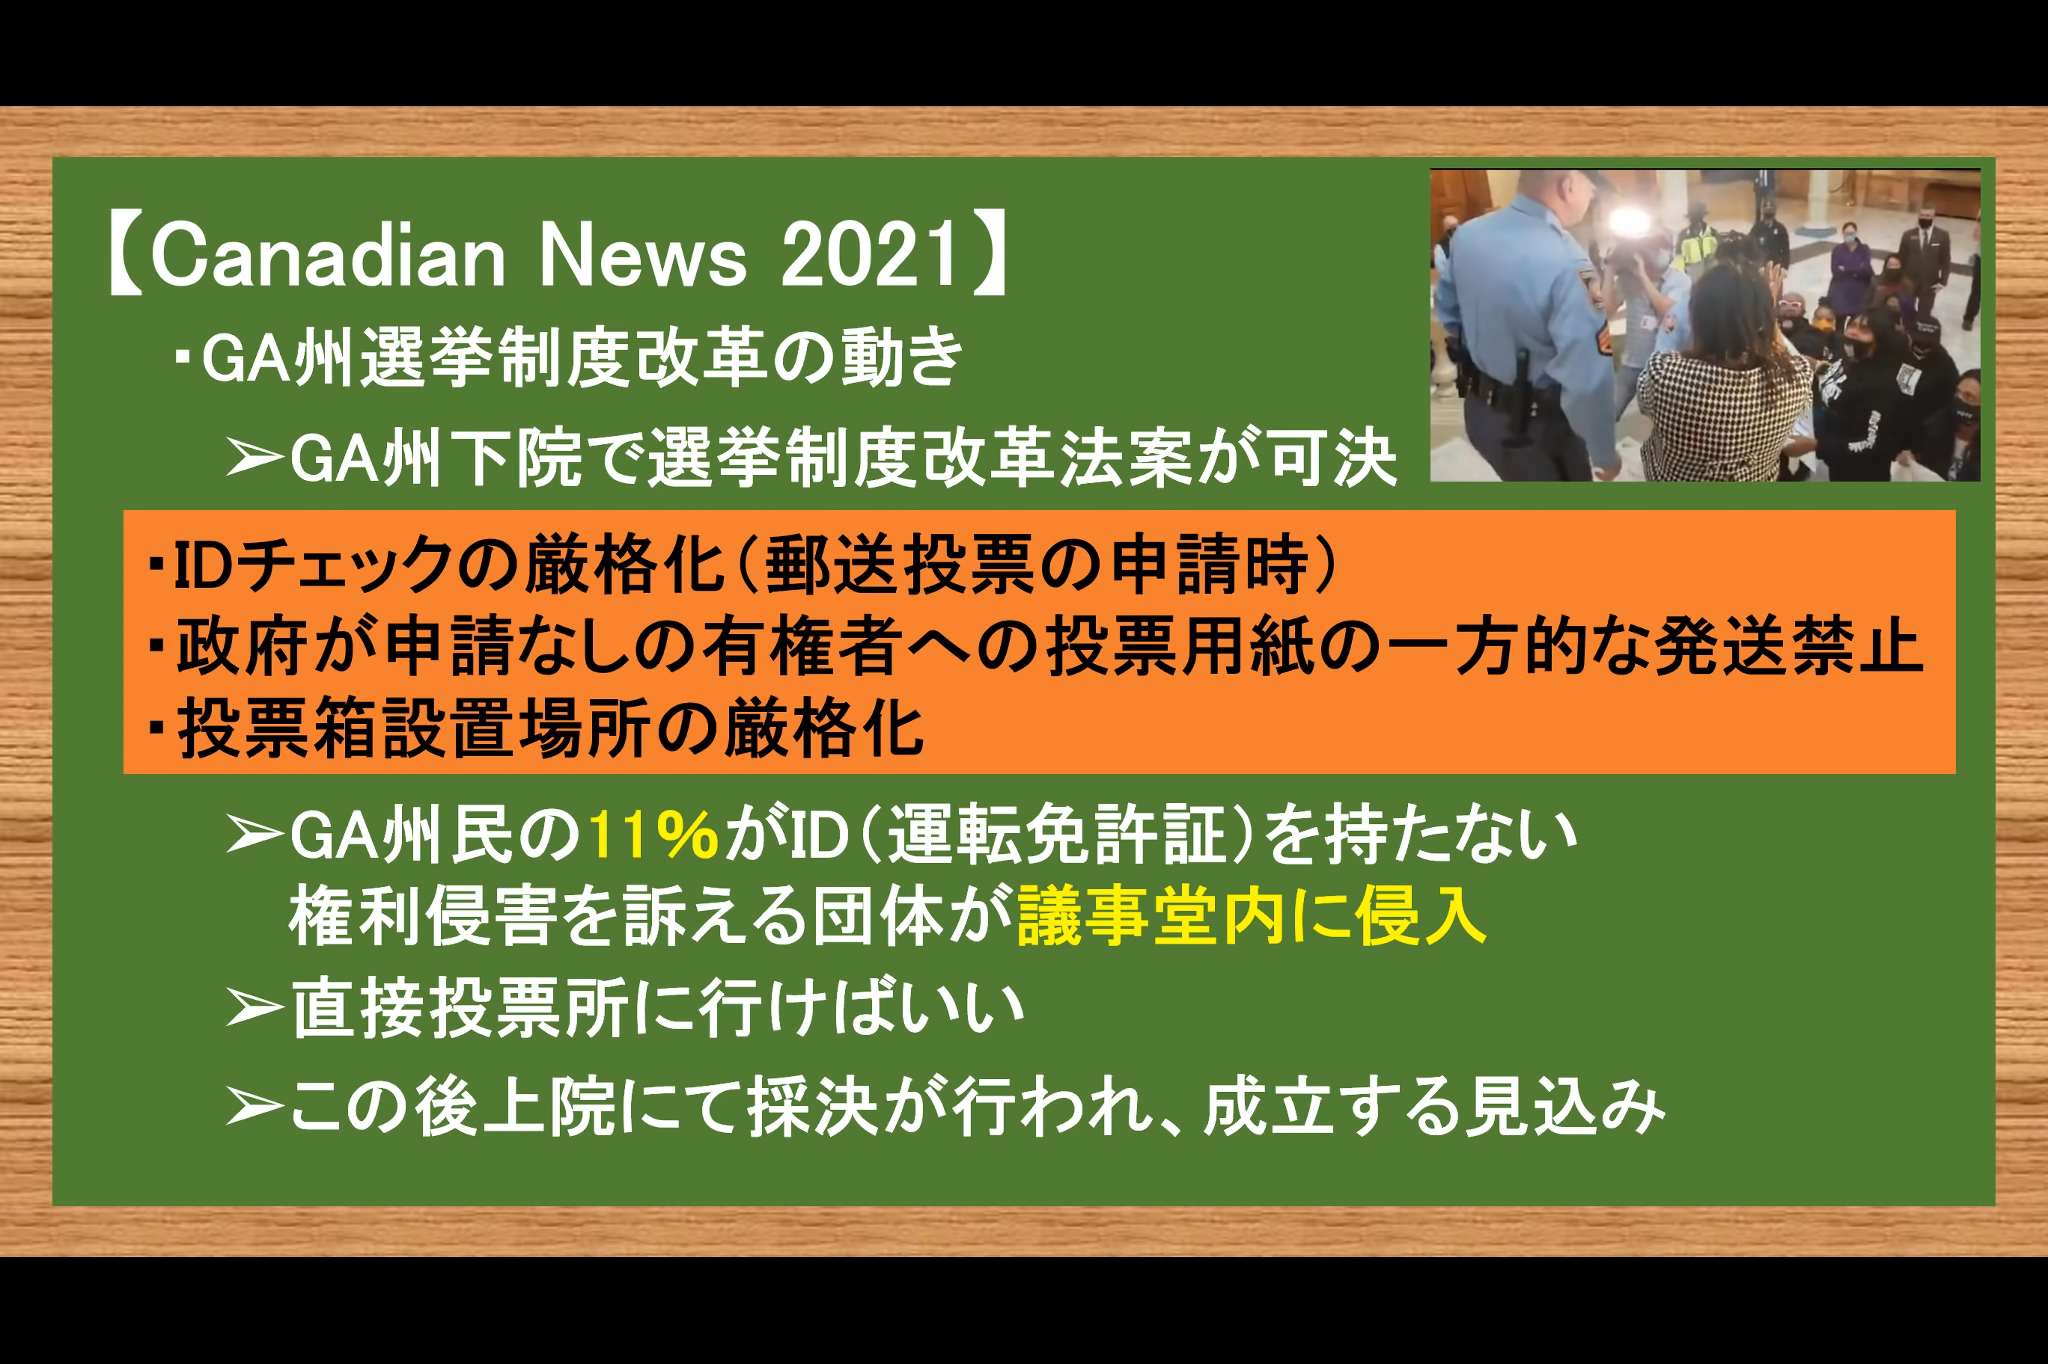 【Canadian News 2021】
・GA州選挙制度改革の動き
➢GA州下院で選挙制度改革法案が可決
・IDチェックの厳格化（郵送投票の申請時）
・政府が申請なしの有権者への投票用紙の一方的な発送禁止
・投票箱設置場所の厳格化
➢GA州民の11%がID（運転免許証）を持たない
権利侵害を訴える団体が議事堂内に侵入
➢直接投票所に行けばいい
➢この後上院にて採決が行われ、成立する見込み